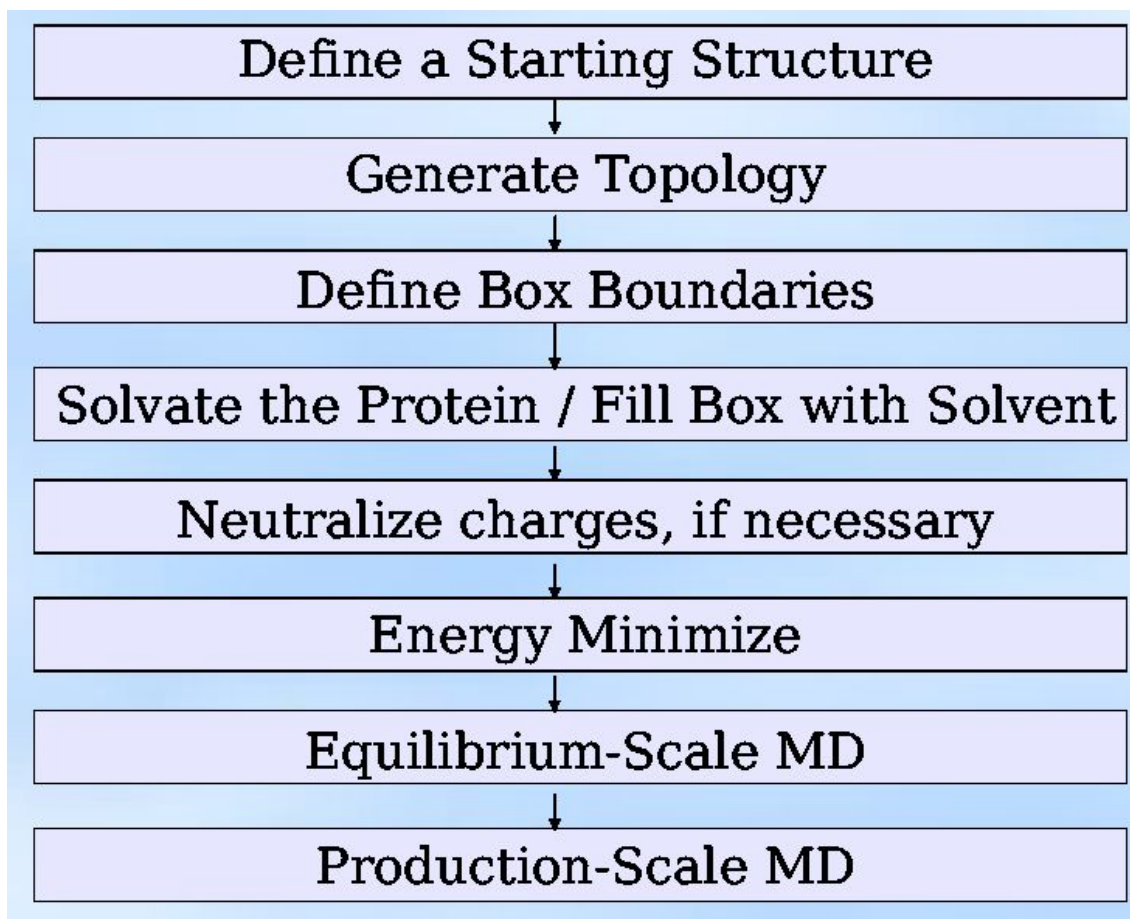 Define a Starting Structure
Generate Topology
Define Box Boundaries
Solvate the Protein / Fill Box with Solvent
Neutralize charges, if necessary
Energy Minimize
Equilibrium-Scale MD
Production-Scale MD